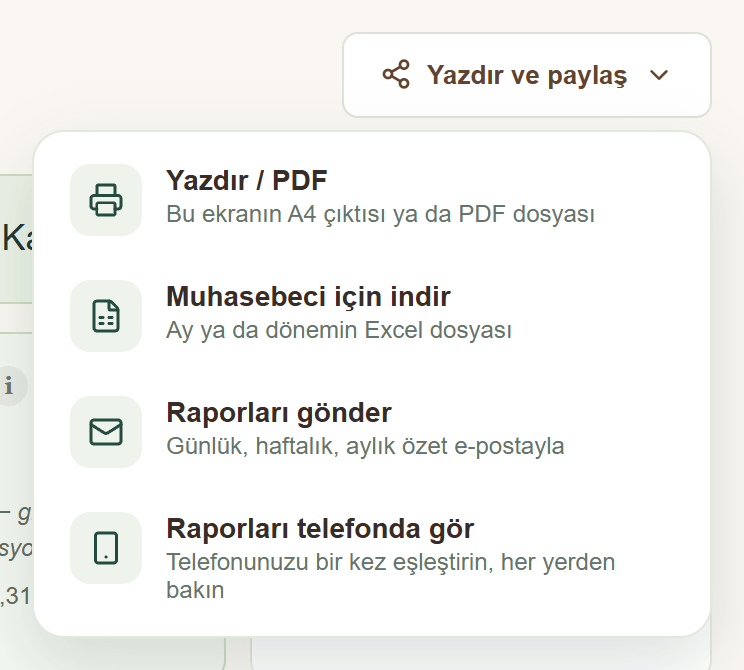 Yazdır ve paylaş
Yazdır / PDF
Bu ekranın A4 çıktısı ya da PDF dosyası
Muhasebeci için indir
Ay ya da dönemin Excel dosyası
Raporları gönder
Günlük, haftalık, aylık özet e-postayla
Raporları telefonda gör
Telefonunuzu bir kez eşleştirin, her yerden
bakın
i
,31